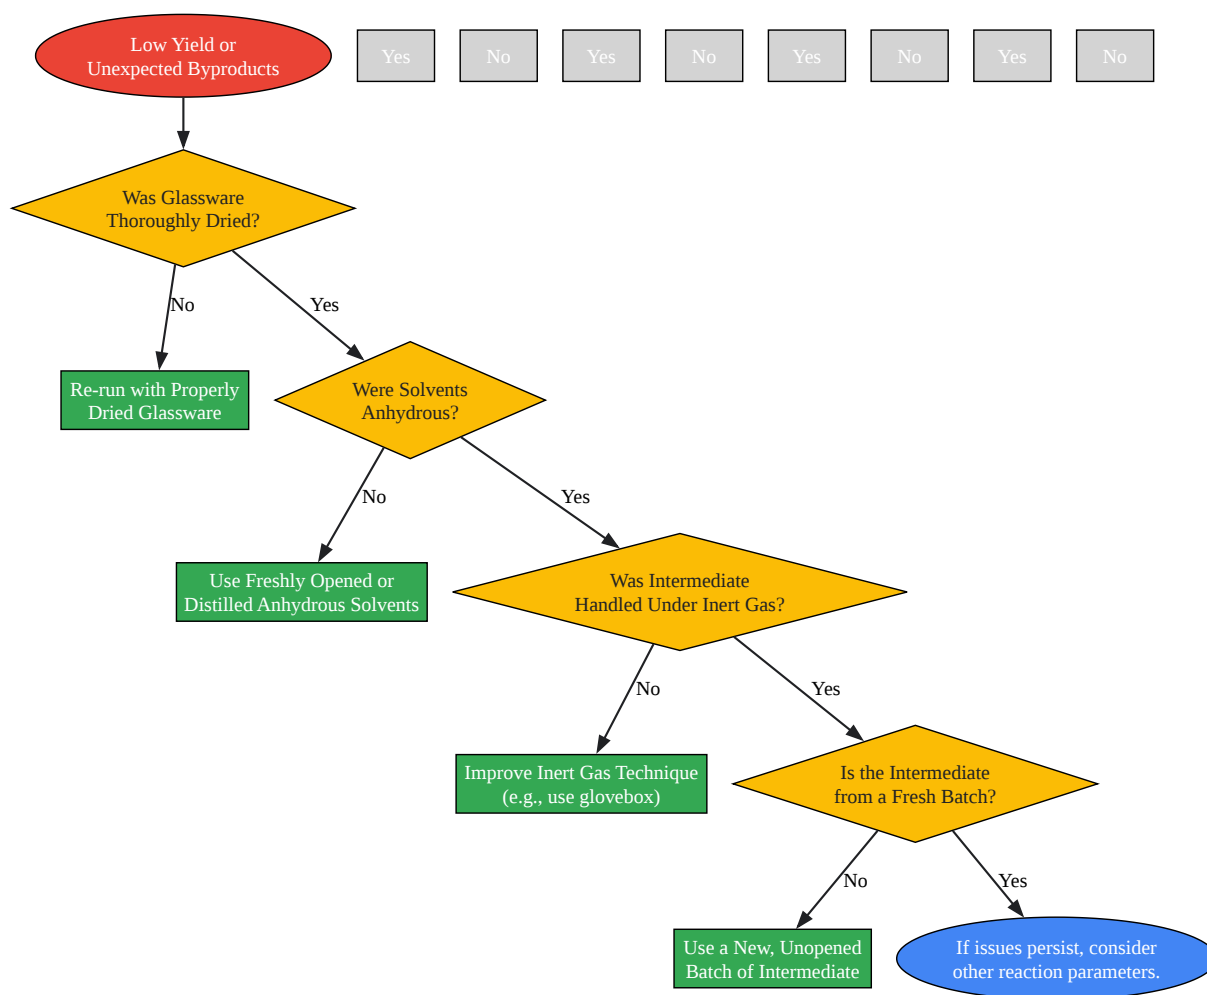 Low Yield or
Unexpected Byproducts
Yes
No
Yes
No
Yes
No
Yes
No
Was Glassware
Thoroughly Dried?
No
Yes
Re-run with Properly
Dried Glassware
Were Solvents
Anhydrous?
No
Yes
Use Freshly Opened or
Distilled Anhydrous Solvents
Was Intermediate
Handled Under Inert Gas?
No
Yes
Improve Inert Gas Technique
(e.g., use glovebox)
Is the Intermediate
from a Fresh Batch?
No
Yes
Use a New, Unopened
Batch of Intermediate
If issues persist, consider
other reaction parameters.